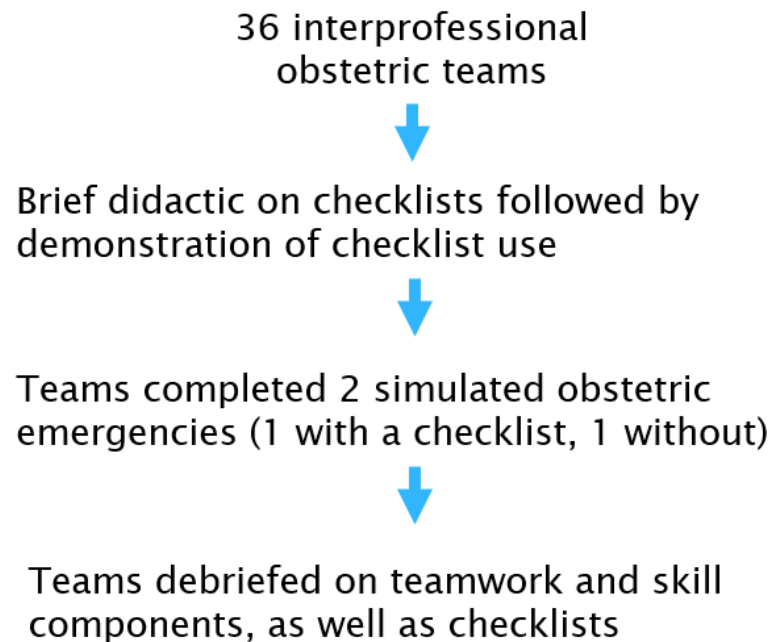 36 interprofessional
obstetric teams
Brief didactic on checklists followed by
demonstration of checklist use
Teams completed 2 simulated obstetric
emergencies (1 with a checklist, 1 without)
Teams debriefed on teamwork and skill
components, as well as checklists